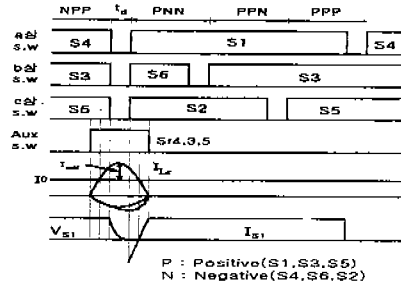 NPP td PNN PPN PPP
a상 s.w S4 S1 S4
b상 s.w S3 S6 S3
c상 s.w S5 S2 S5
Aux s.w Sr4,3,5
I0 ILr
VS1 IS1
P : Positivo(S1,S3,S5)
N : Negative(S4,S6,S2)